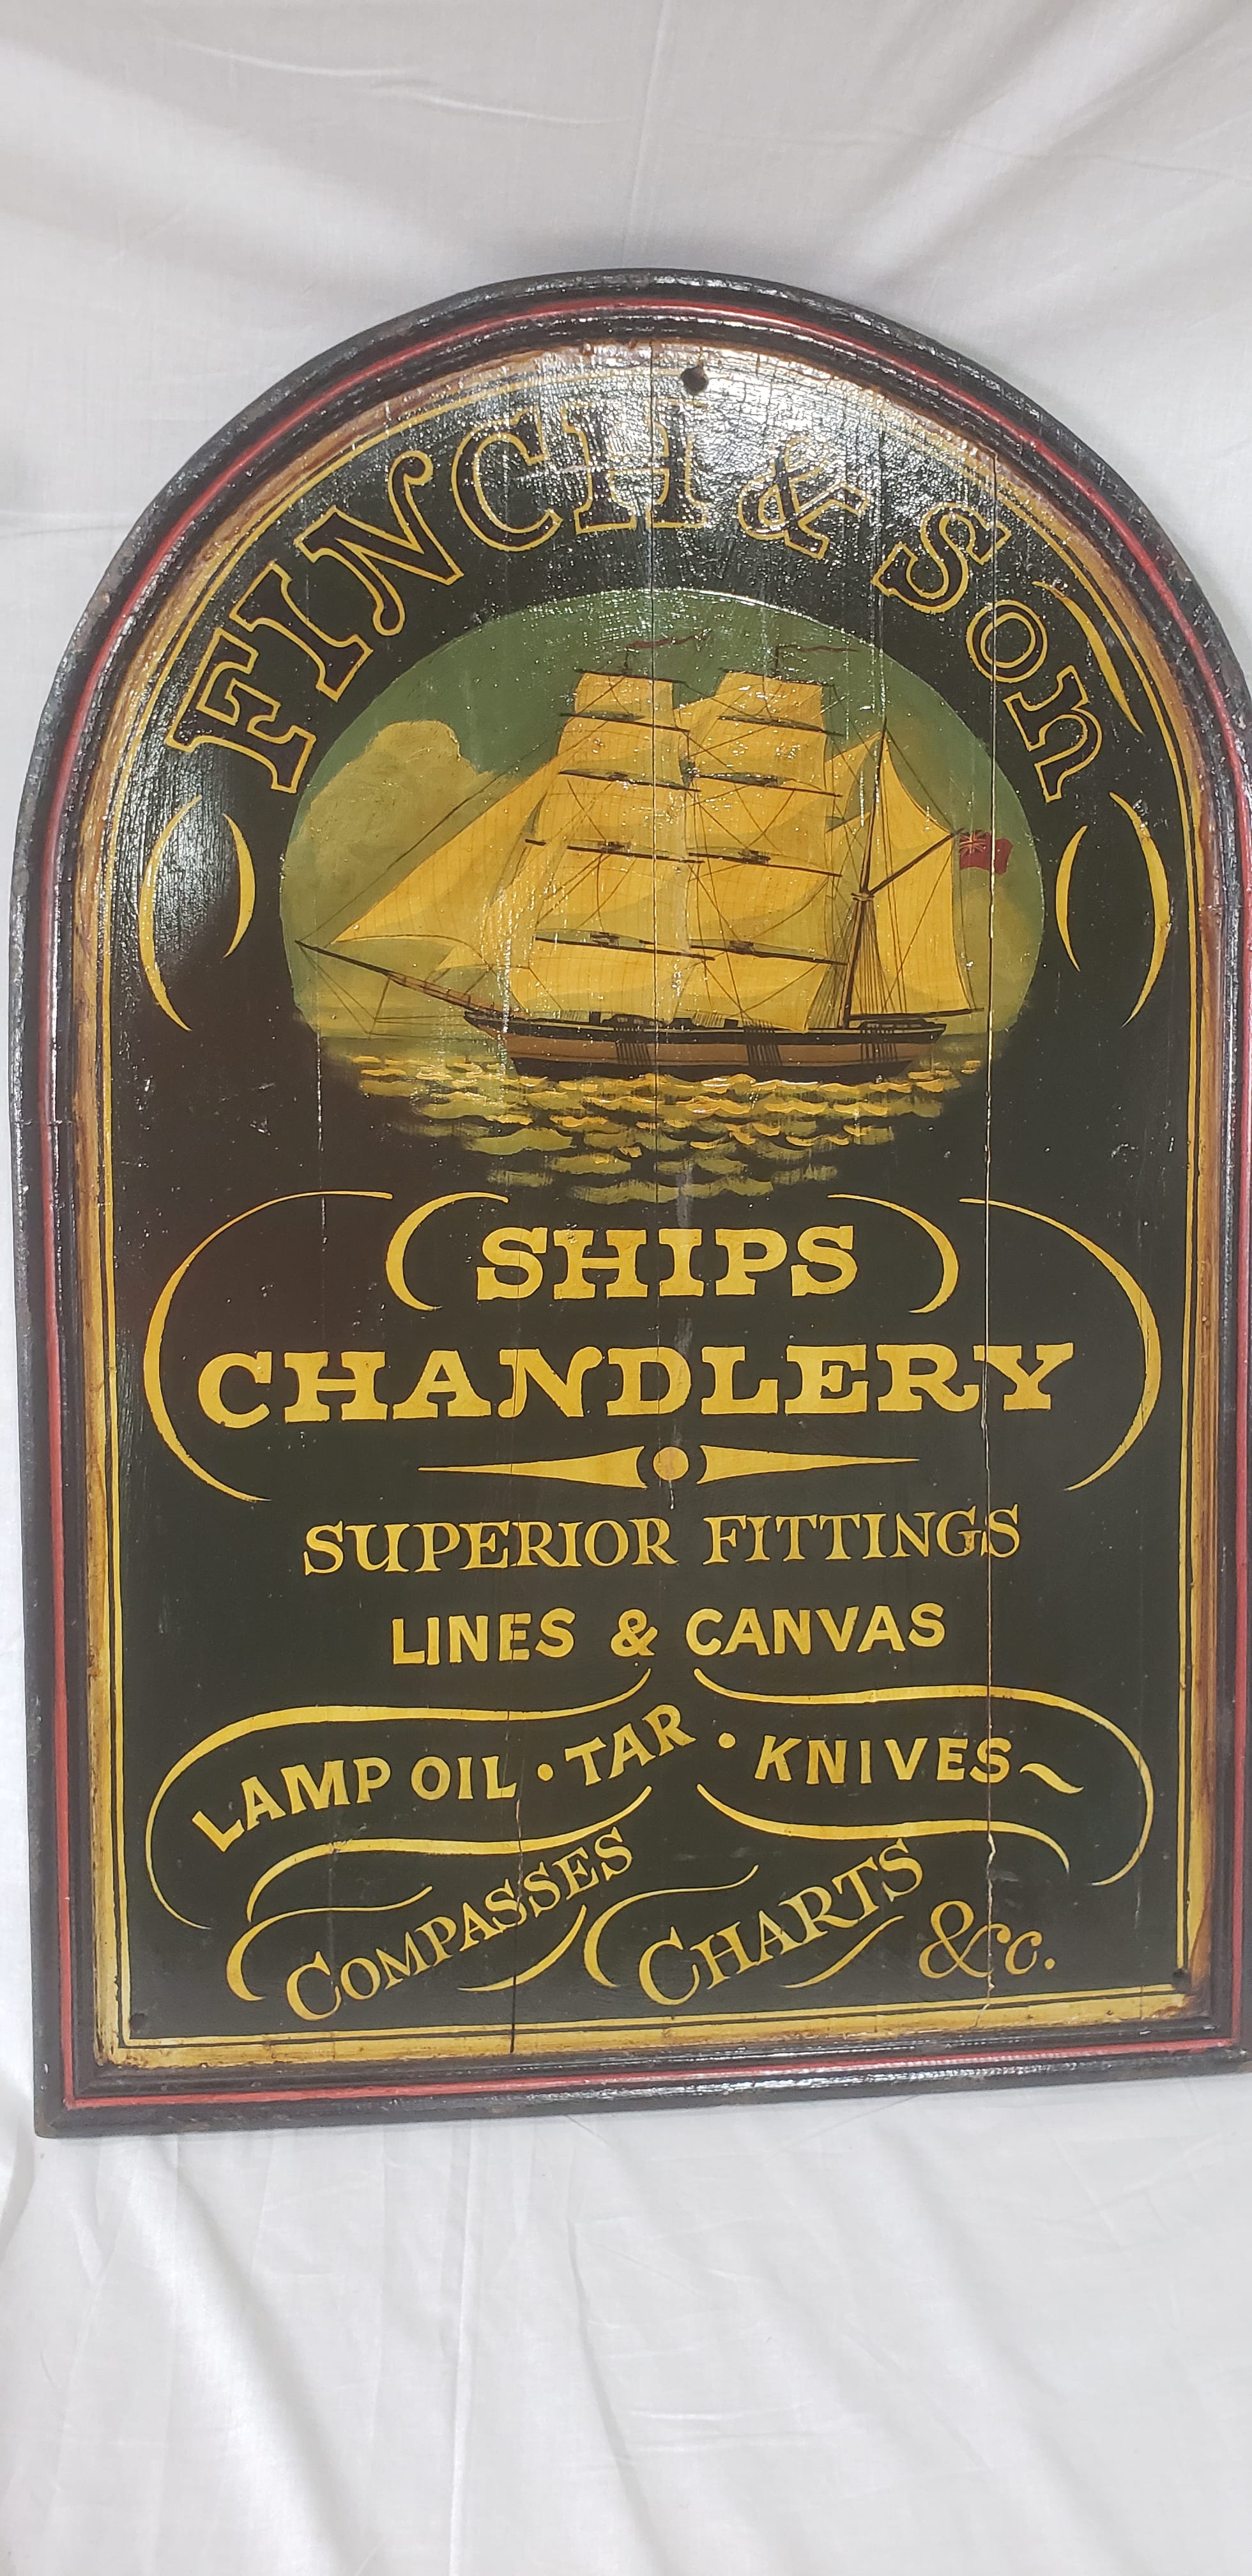 FINCH & Son
SHIPS
CHANDLERY
SUPERIOR FITTINGS
LINES & CANVAS
LAMP OIL · TAR · KNIVES
COMPASSES CHARTS &c.